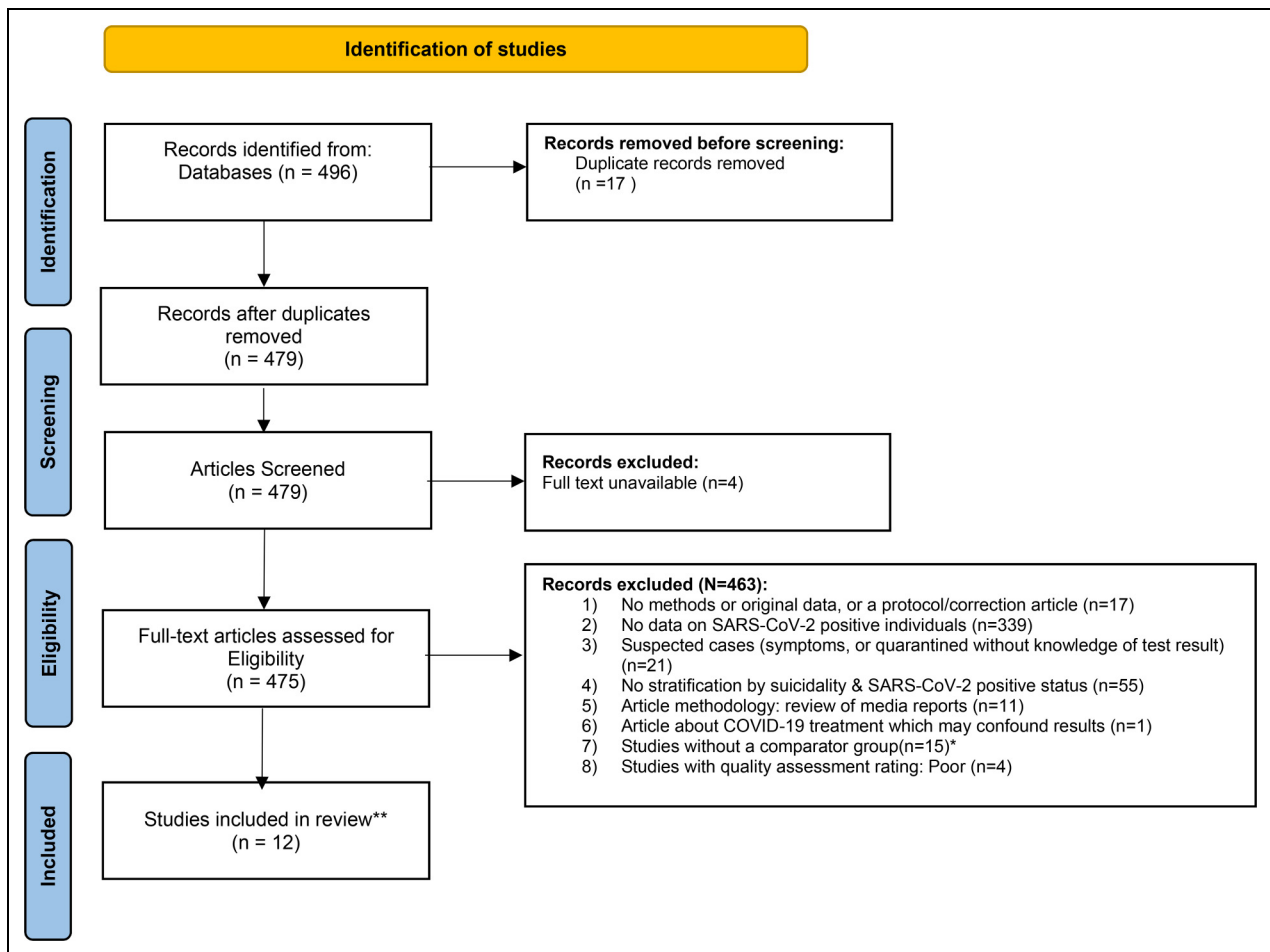 Identification of studies
Identification
Records identified from:
Databases (n = 496)
Records removed before screening:
Duplicate records removed
(n =17 )
Screening
Records after duplicates
removed
(n = 479)
Articles Screened
(n = 479)
Records excluded:
Full text unavailable (n=4)
Eligibility
Full-text articles assessed for
Eligibility
(n = 475)
Records excluded (N=463):
1) No methods or original data, or a protocol/correction article (n=17)
2) No data on SARS-CoV-2 positive individuals (n=339)
3) Suspected cases (symptoms, or quarantined without knowledge of test result)
(n=21)
4) No stratification by suicidality & SARS-CoV-2 positive status (n=55)
5) Article methodology: review of media reports (n=11)
6) Article about COVID-19 treatment which may confound results (n=1)
7) Studies without a comparator group(n=15)*
8) Studies with quality assessment rating: Poor (n=4)
Included
Studies included in review**
(n = 12)